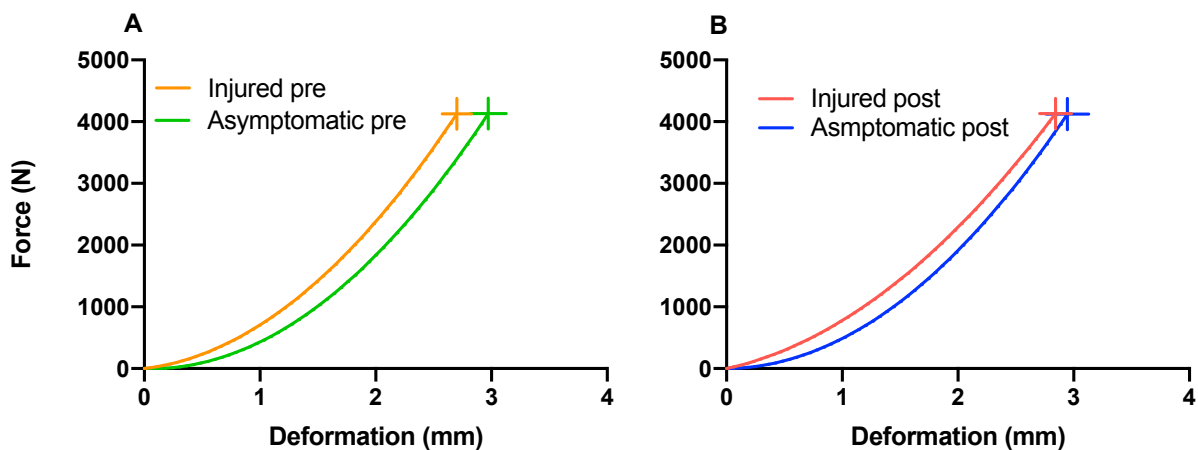 A
B
Force (N)
5000
4000
3000
2000
1000
0
Injured pre
Asymptomatic pre
0 1 2 3 4
Deformation (mm)
5000
4000
3000
2000
1000
0
Injured post
Asmptomatic post
0 1 2 3 4
Deformation (mm)